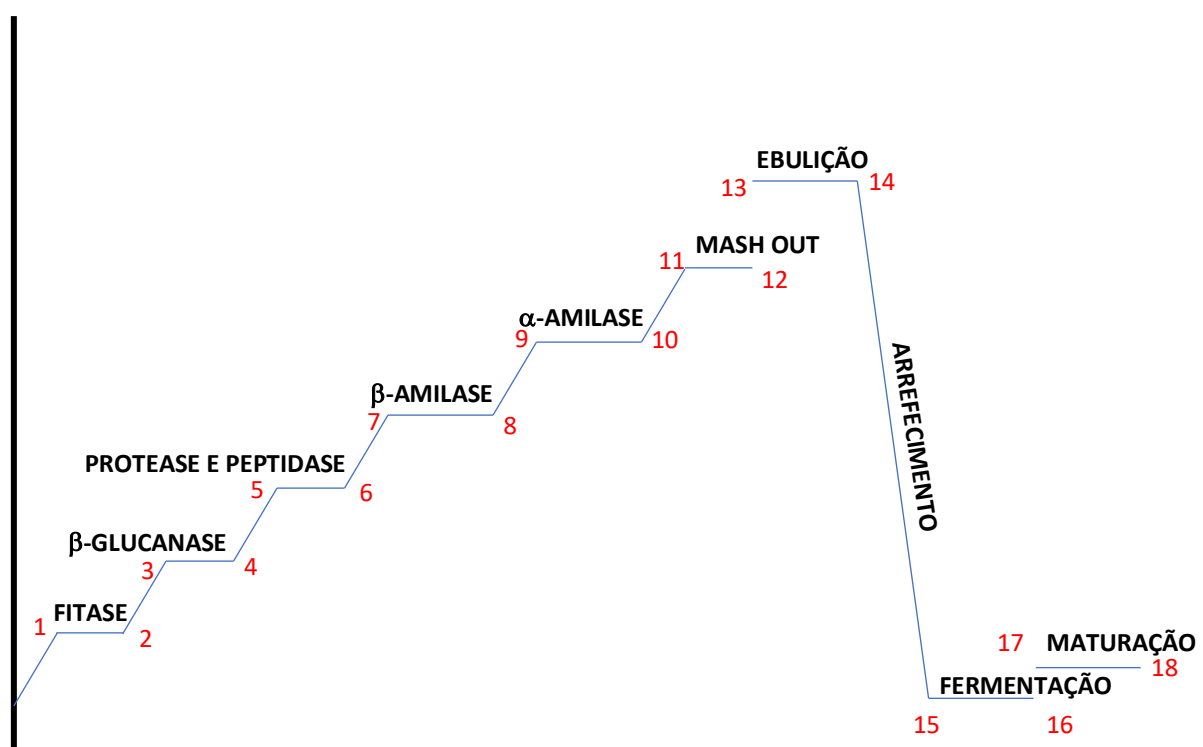 EBULIÇÃO
13
14
MASH OUT
11
12
α-AMILASE
9
10
β-AMILASE
7
8
PROTEASE E PEPTIDASE
5
6
β-GLUCANASE
3
4
FITASE
1
2
ARREFECIMENTO
17
MATURAÇÃO
18
FERMENTAÇÃO
15
16